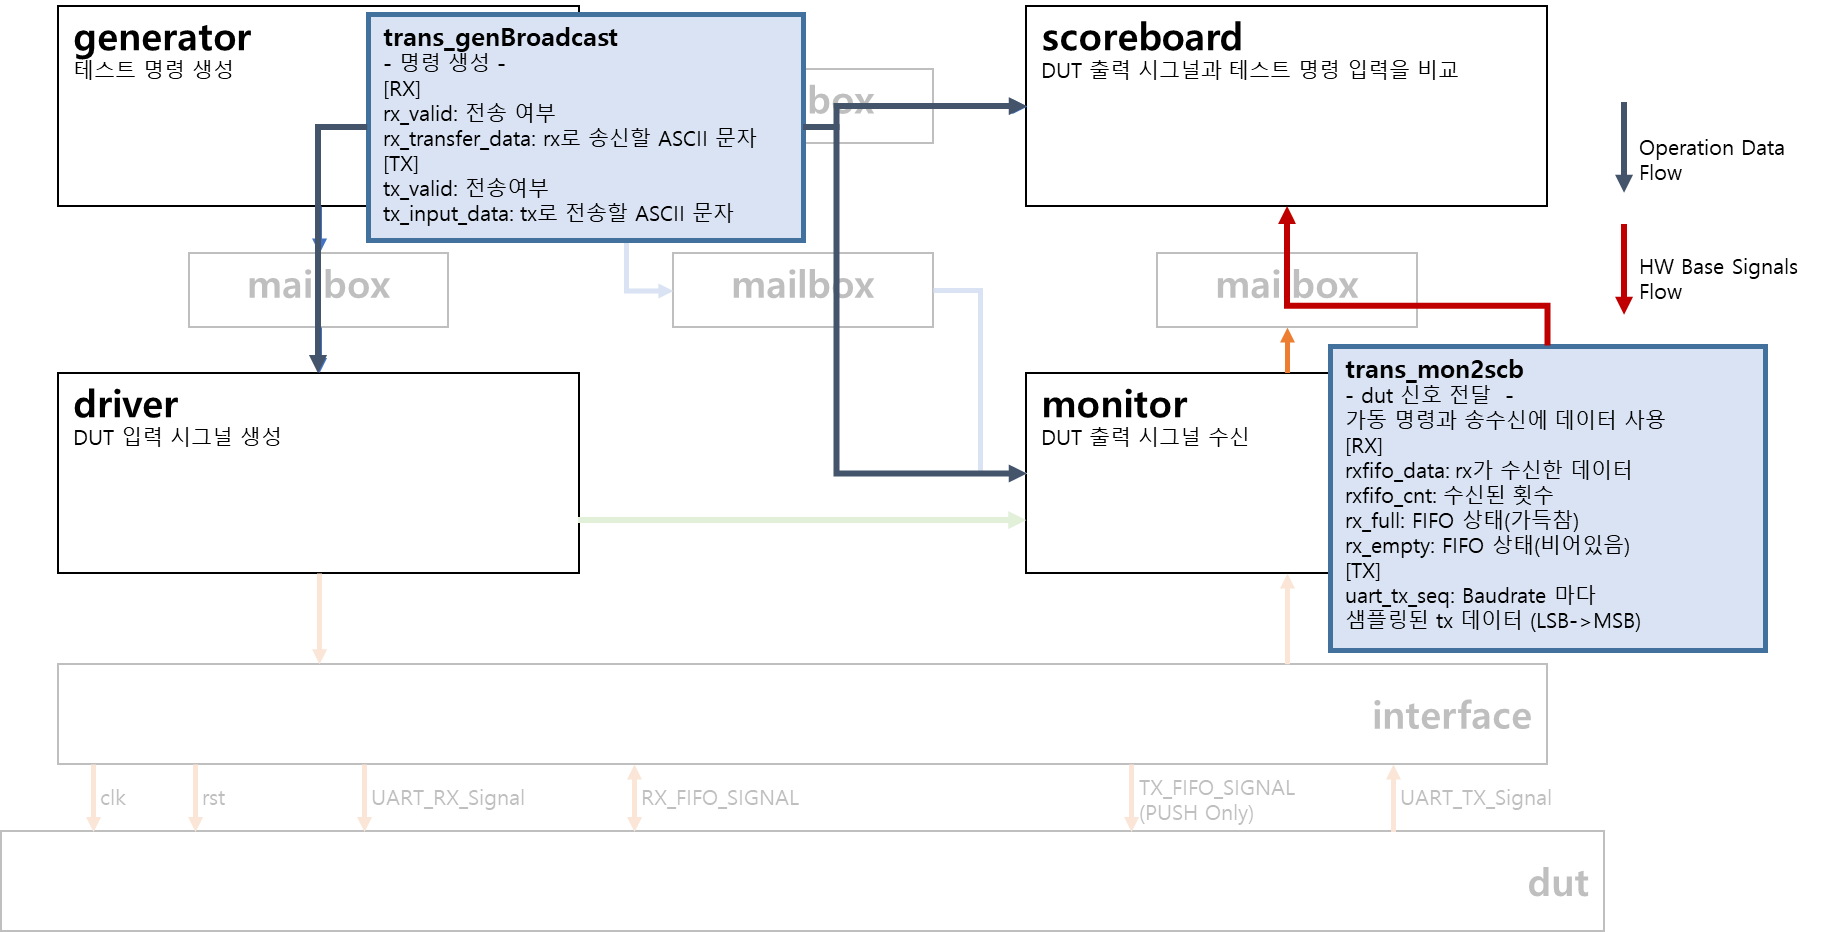 generator
테스트 명령 생성
trans_genBroadcast
- 명령 생성 -
[RX]
rx_valid: 전송 여부
rx_transfer_data: rx로 송신할 ASCII 문자
[TX]
tx_valid: 전송여부
tx_input_data: tx로 전송할 ASCII 문자
box
scoreboard
DUT 출력 시그널과 테스트 명령 입력을 비교
Operation Data
Flow
HW Base Signals
Flow
mailbox
mailbox
mailbox
driver
DUT 입력 시그널 생성
monitor
DUT 출력 시그널 수신
trans_mon2scb
- dut 신호 전달 -
가동 명령과 송수신에 데이터 사용
[RX]
rxfifo_data: rx가 수신한 데이터
rxfifo_cnt: 수신된 횟수
rx_full: FIFO 상태(가득참)
rx_empty: FIFO 상태(비어있음)
[TX]
uart_tx_seq: Baudrate 마다
샘플링된 tx 데이터 (LSB->MSB)
interface
clk
rst
UART_RX_Signal
RX_FIFO_SIGNAL
TX_FIFO_SIGNAL
(PUSH Only)
UART_TX_Signal
dut